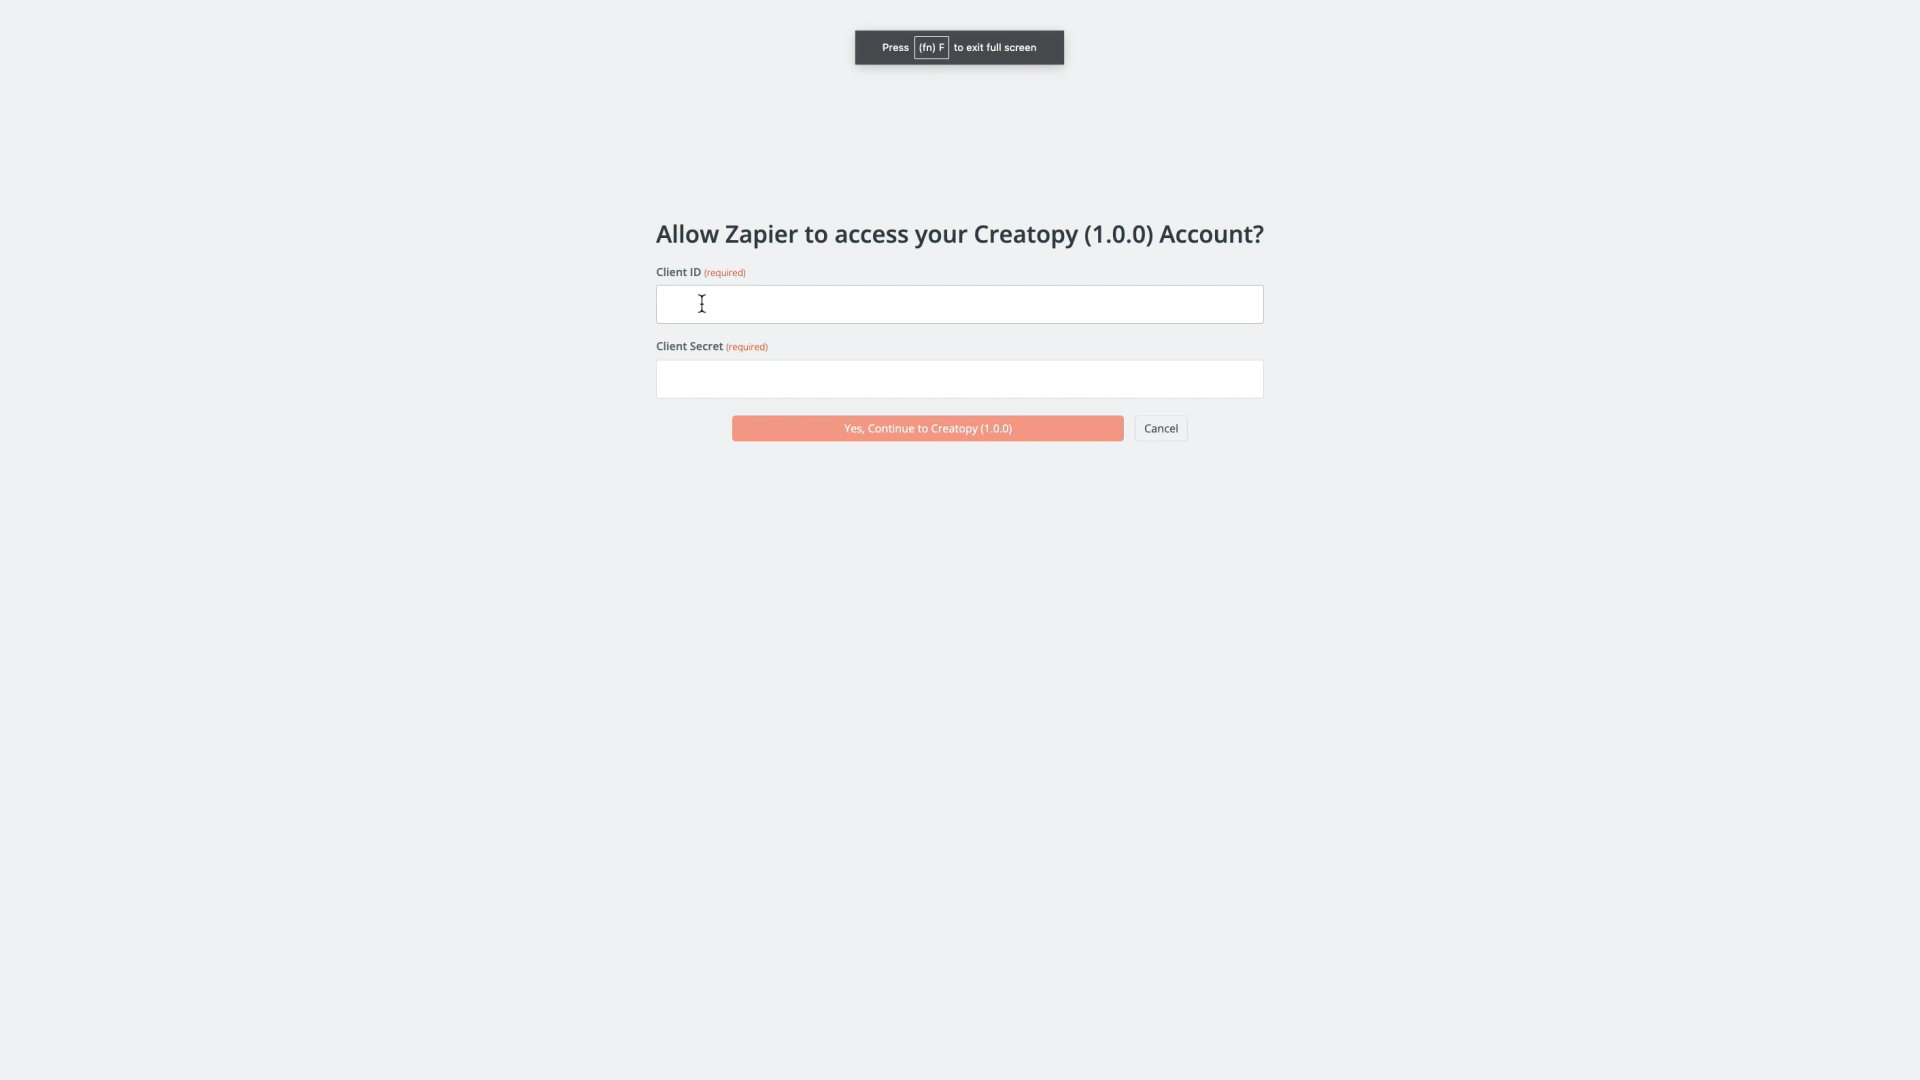 Press (fn) F to exit full screen
Allow Zapier to access your Creatopy (1.0.0) Account?
Client ID (required)
Client Secret (required)
Yes, Continue to Creatopy (1.0.0) Cancel